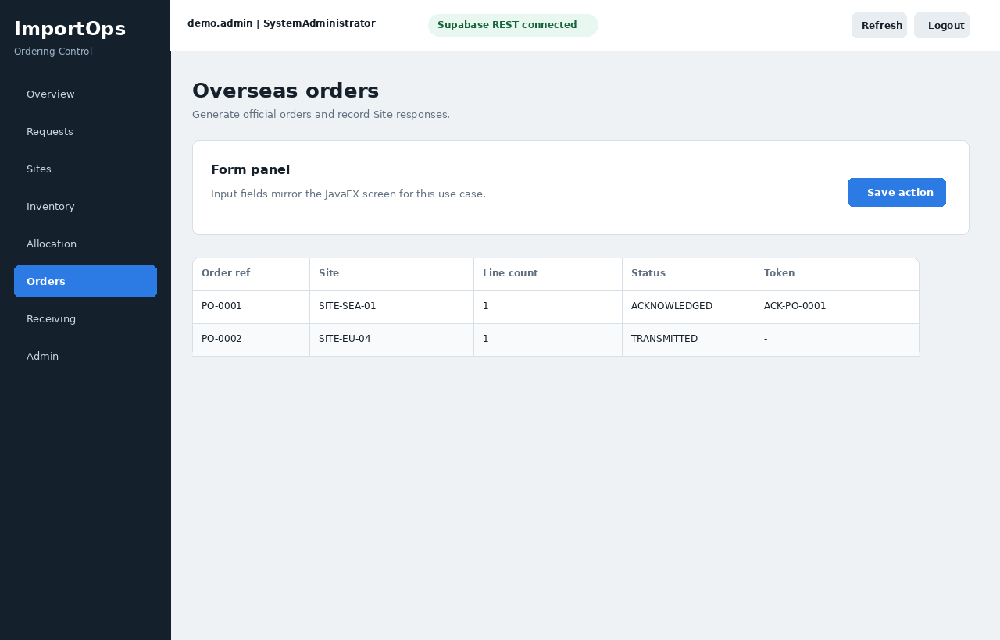 ImportOps
Ordering Control
Overview
Requests
Sites
Inventory
Allocation
Orders
Receiving
Admin
demo.admin | SystemAdministrator
Supabase REST connected
Refresh
Logout
Overseas orders
Generate official orders and record Site responses.
Form panel
Input fields mirror the JavaFX screen for this use case.
Save action
Order ref Site Line count Status Token
PO-0001 SITE-SEA-01 1 ACKNOWLEDGED ACK-PO-0001
PO-0002 SITE-EU-04 1 TRANSMITTED -